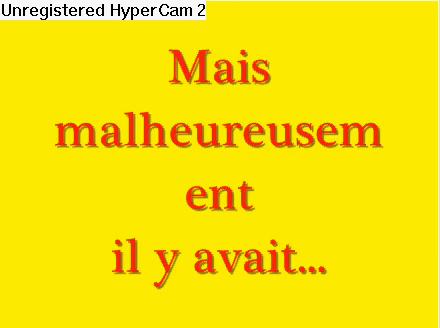 Unregistered HyperCam 2
Mais
malheureusem
ent
il y avait...